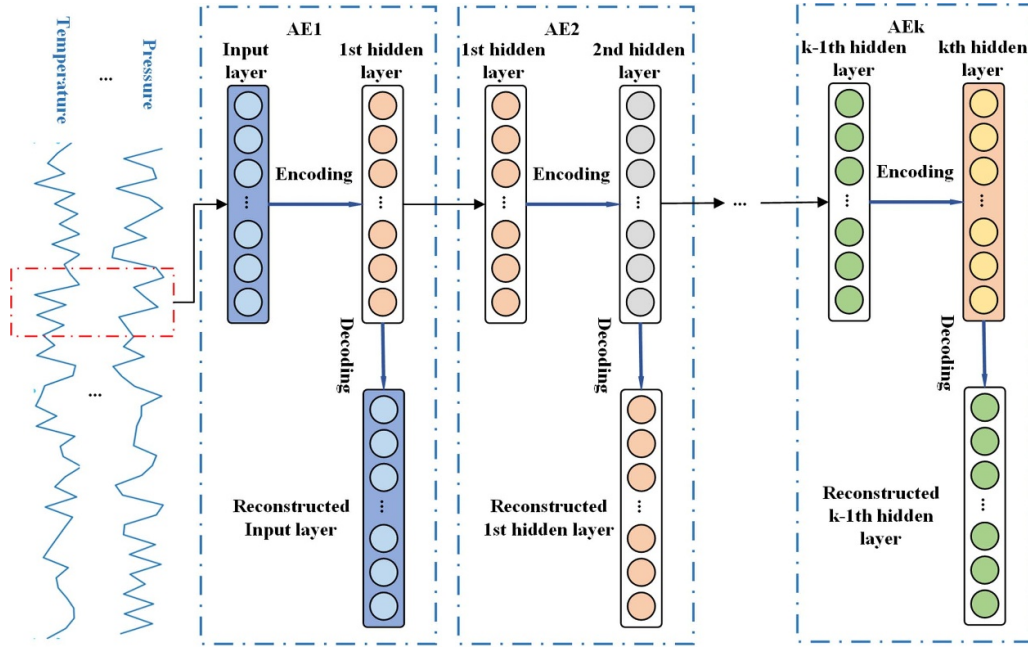 Temperature
...
Pressure
...
AE1
Input
layer
1st hidden
layer
Encoding
...
...
Decoding
Reconstructed
Input layer
...
AE2
1st hidden
layer
2nd hidden
layer
Encoding
...
...
Decoding
Reconstructed
1st hidden layer
...
...
AEk
k-1th hidden
layer
kth hidden
layer
Encoding
...
...
Decoding
Reconstructed
k-1th hidden
layer
...